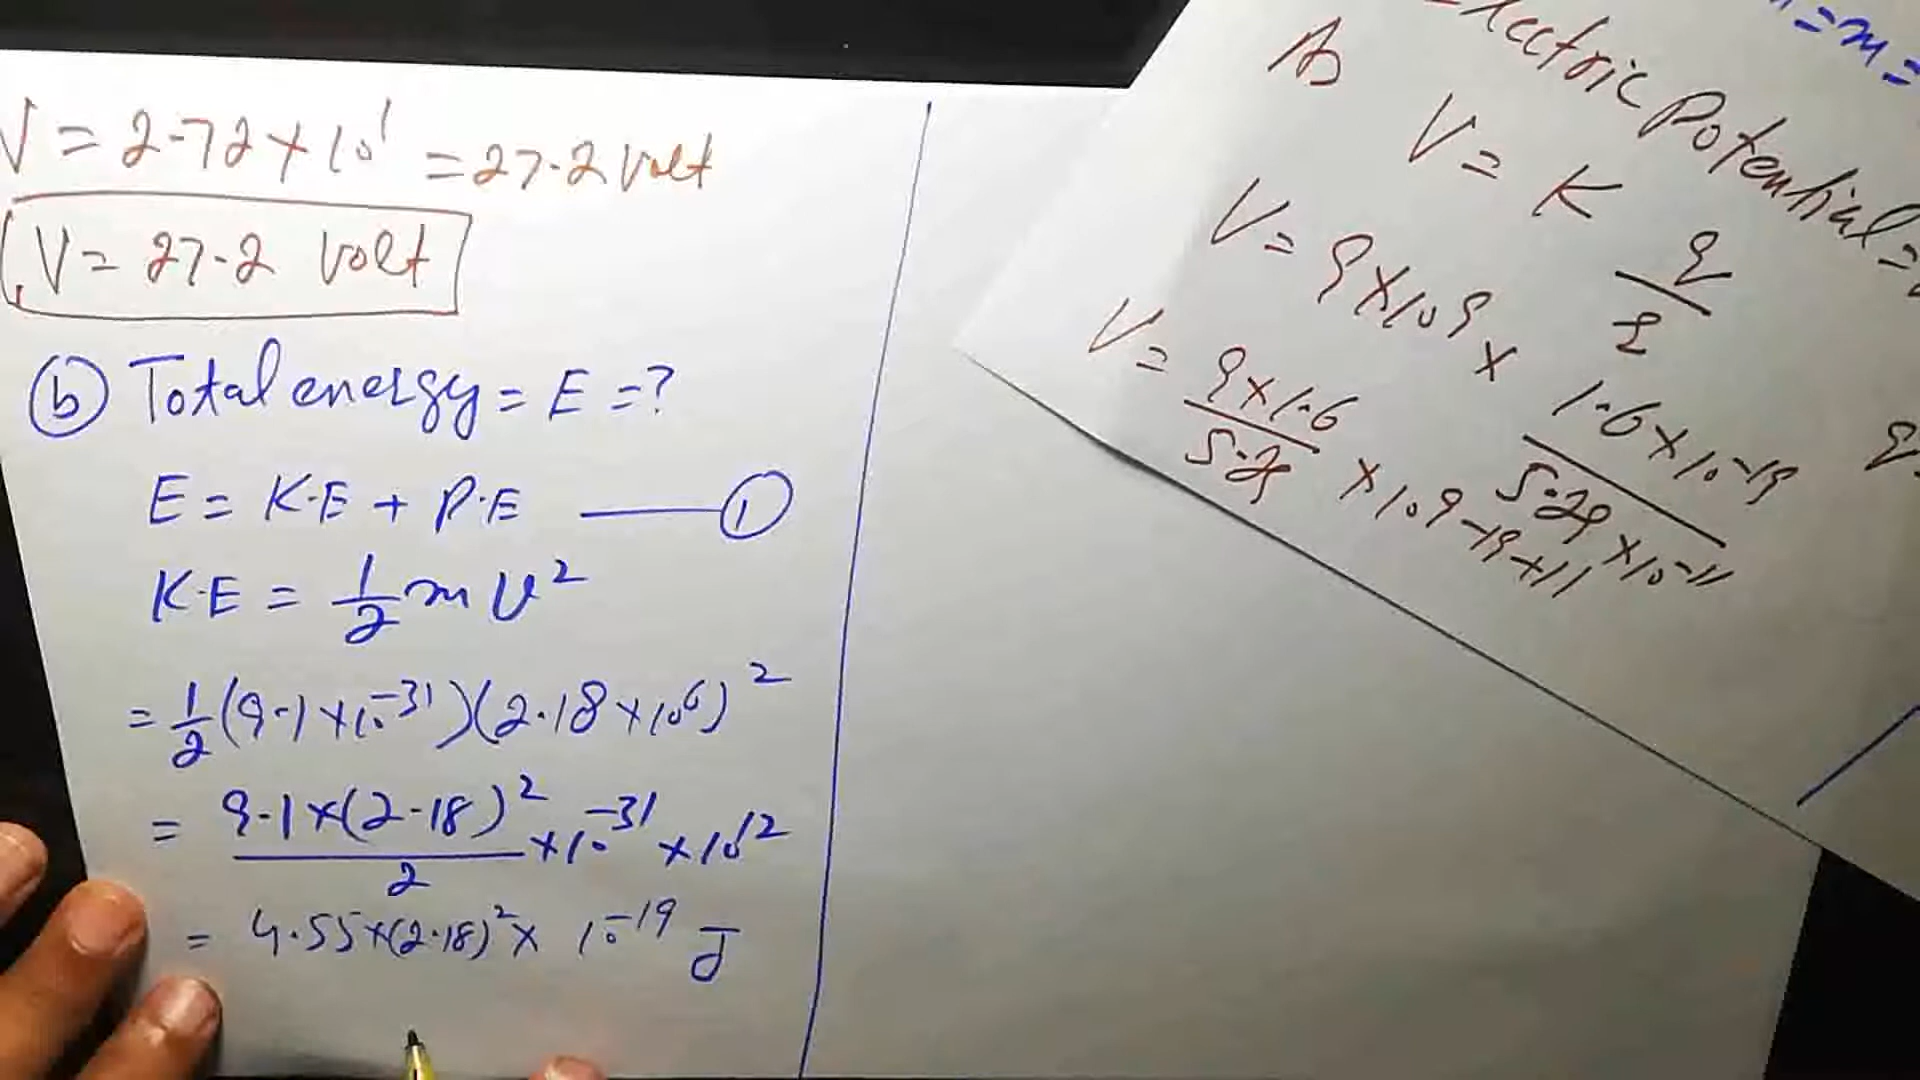 V = 2.72 × 10¹ = 27.2 Volt
V = 27.2 Volt
(b) Total energy = E = ?
E = K.E + P.E —— (1)
K.E = 1/2 m v²
= 1/2 (9.1 × 10⁻³¹)(2.18 × 10⁶)²
= 9.1 × (2.18)² / 2 × 10⁻³¹ × 10¹²
= 4.55 × (2.18)² × 10⁻¹⁹ J
Electric Potential =
As
V = K q/r
V = 9 × 10⁹ × 1.6 × 10⁻¹⁹ / 5.29 × 10⁻¹¹
V = 9 × 1.6 / 5.29 × 10⁹⁻¹⁹⁺¹¹
= m =